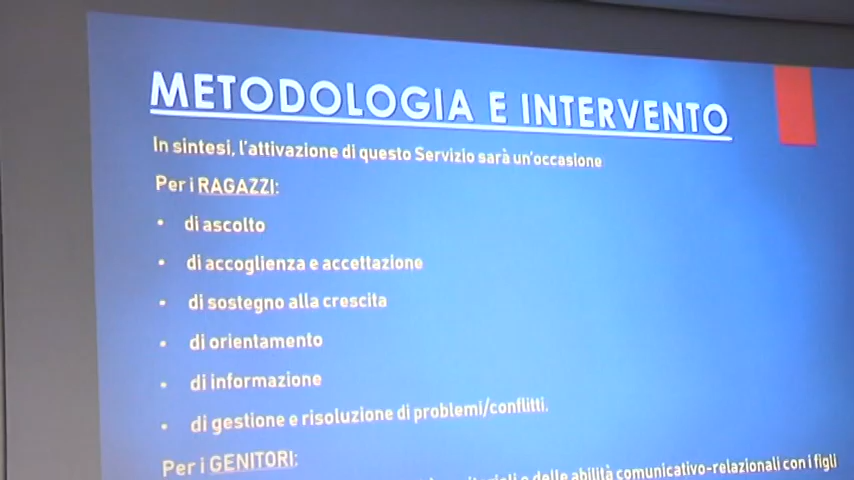 METODOLOGIA E INTERVENTO
In sintesi, l'attivazione di questo Servizio sarà un'occasione
Per i RAGAZZI:
• di ascolto
• di accoglienza e accettazione
• di sostegno alla crescita
• di orientamento
• di informazione
• di gestione e risoluzione di problemi/conflitti.
Per i GENITORI:
e delle abilità comunicativo-relazionali con i figli